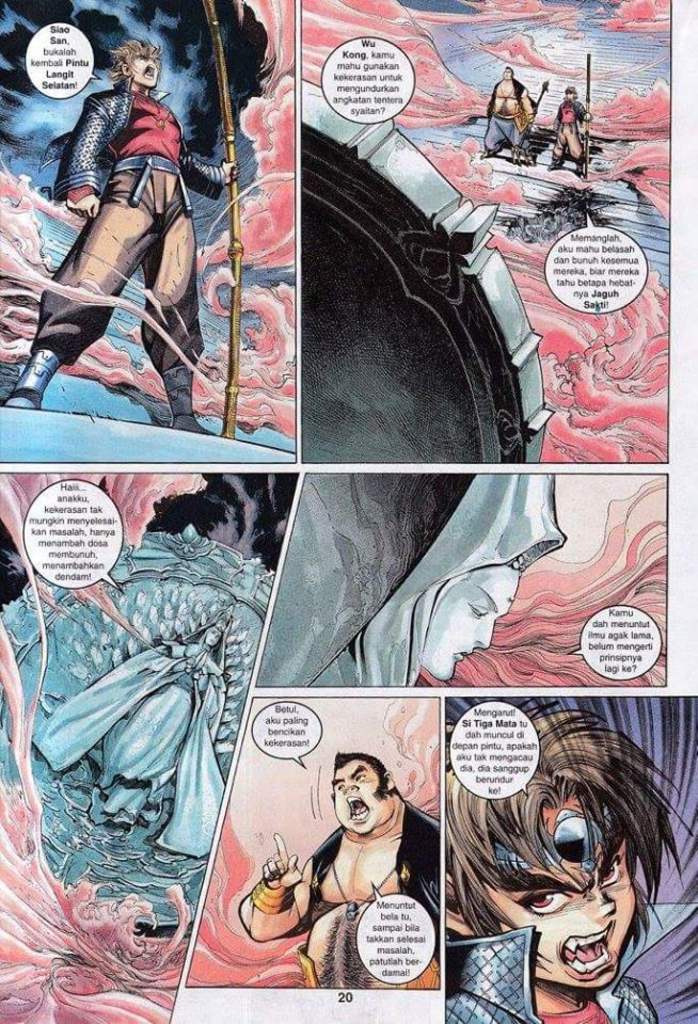 Siao
San,
bukalah
kembali Pintu
Langit
Selatan!
Wu
Kong, kamu
mahu gunakan
kekerasan untuk
mengundurkan
angkatan tentera
syaitan?
Memanglah,
aku mahu belasah
dan bunuh kesemua
mereka, biar mereka
tahu betapa hebat-
nya Jaguh
Sakti!
Haiii...
anakku,
kekerasan tak
mungkin menyelesai-
kan masalah, hanya
menambah dosa
membunuh,
menambahkan
dendam!
Kamu
dah menuntut
ilmu agak lama,
belum mengerti
prinsipnya
lagi ke?
Betul,
aku paling
bencikan
kekerasan!
Menuntut
bela tu,
sampai bila
takkan selesai
masalah,
patutlah ber-
damai!
Mengarut!
Si Tiga Mata tu
dah muncul di
depan pintu, apakah
aku tak mengacau
dia, dia sanggup
berundur
ke!
20